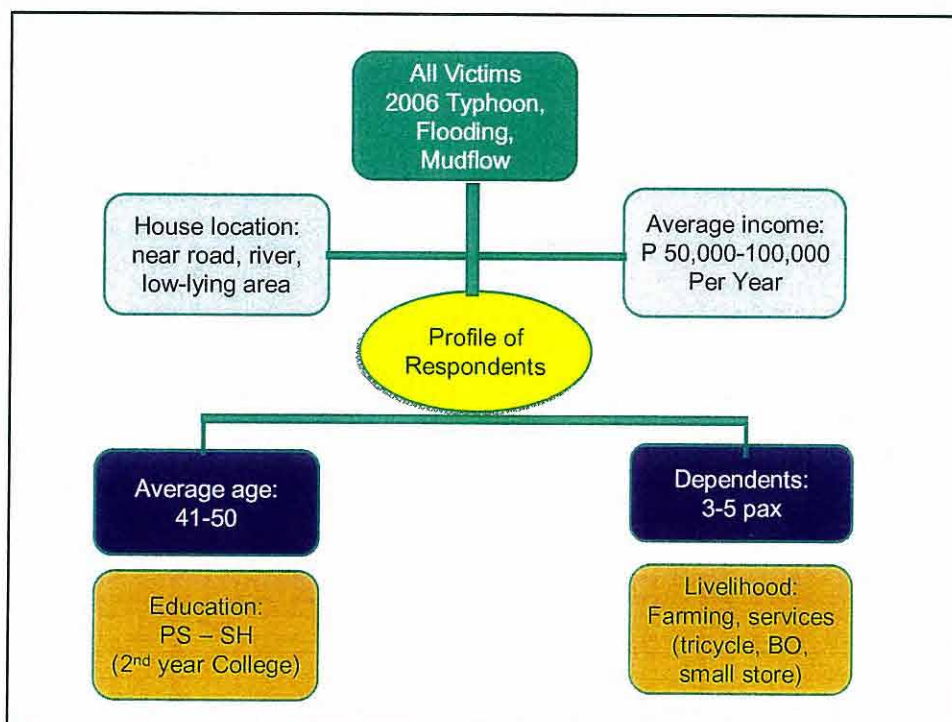 All Victims
2006 Typhoon,
Flooding,
Mudflow
House location:
near road, river,
low-lying area
Average income:
P 50,000-100,000
Per Year
Profile of
Respondents
Average age:
41-50
Dependents:
3-5 pax
Education:
PS – SH
(2nd year College)
Livelihood:
Farming, services
(tricycle, BO,
small store)